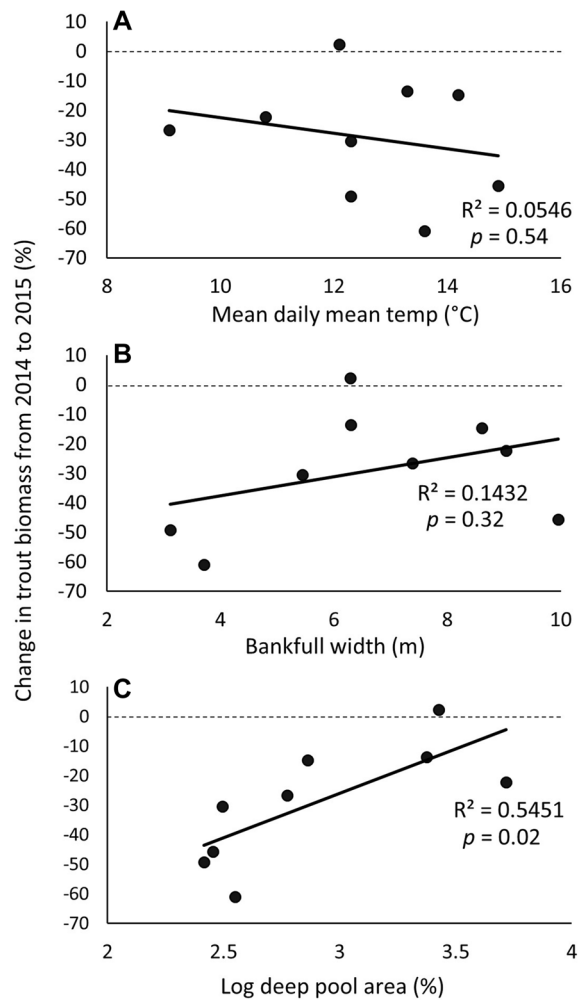 Change in trout biomass from 2014 to 2015 (%)
A
10
0
-10
-20
-30
-40
-50
-60
-70
R² = 0.0546
p = 0.54
8 10 12 14 16
Mean daily mean temp (°C)
B
10
0
-10
-20
-30
-40
-50
-60
-70
R² = 0.1432
p = 0.32
2 4 6 8 10
Bankfull width (m)
C
10
0
-10
-20
-30
-40
-50
-60
-70
R² = 0.5451
p = 0.02
2 2.5 3 3.5 4
Log deep pool area (%)